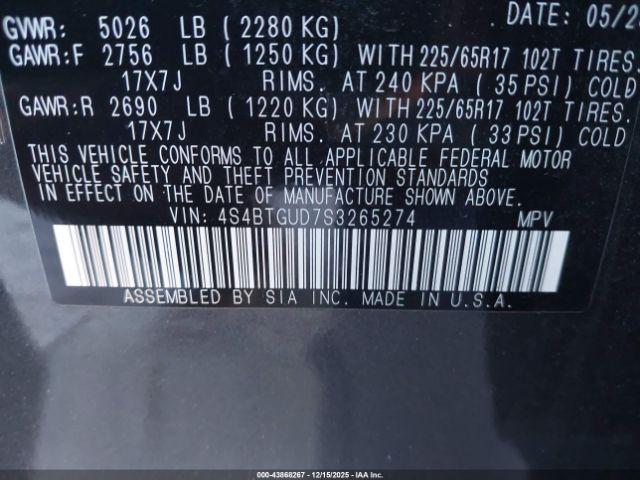 DATE: 05/2
GVWR: 5026 LB (2280 KG)
GAWR:F 2756 LB (1250 KG) WITH 225/65R17 102T TIRES.
17X7J RIMS. AT 240 KPA (35 PSI) COLD
GAWR:R 2690 LB (1220 KG) WITH 225/65R17 102T TIRES.
17X7J RIMS. AT 230 KPA (33 PSI) COLD
THIS VEHICLE CONFORMS TO ALL APPLICABLE FEDERAL MOTOR
VEHICLE SAFETY AND THEFT PREVENTION STANDARDS
IN EFFECT ON THE DATE OF MANUFACTURE SHOWN ABOVE.
VIN: 4S4BTGUD7S3265274 MPV
ASSEMBLED BY SIA INC. MADE IN U.S.A.
000-43868267 - 12/15/2025 - IAAI.com